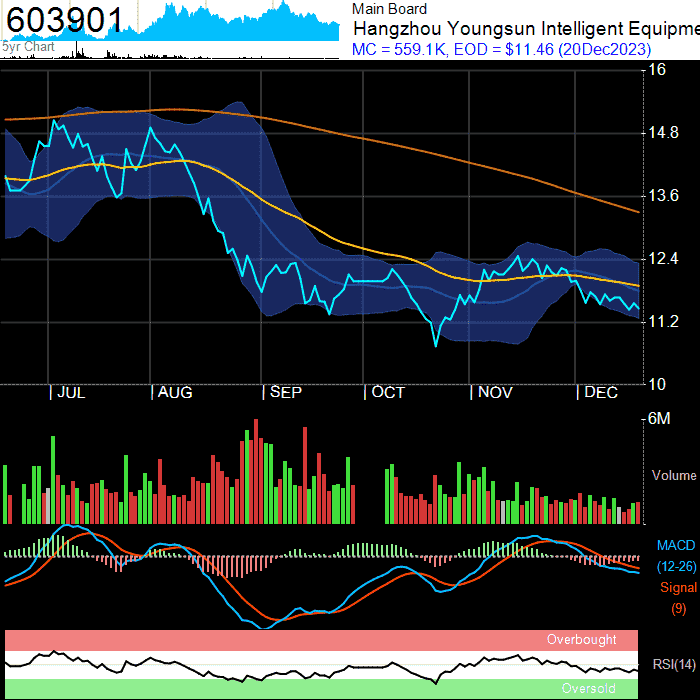 603901
5yr Chart
Main Board
Hangzhou Youngsun Intelligent Equipme
MC = 559.1K, EOD = $11.46 (20Dec2023)
16
14.8
13.6
12.4
11.2
10
| JUL | AUG | SEP | OCT | NOV | DEC
6M
Volume
MACD
(12-26)
Signal
(9)
Overbought
RSI(14)
Oversold